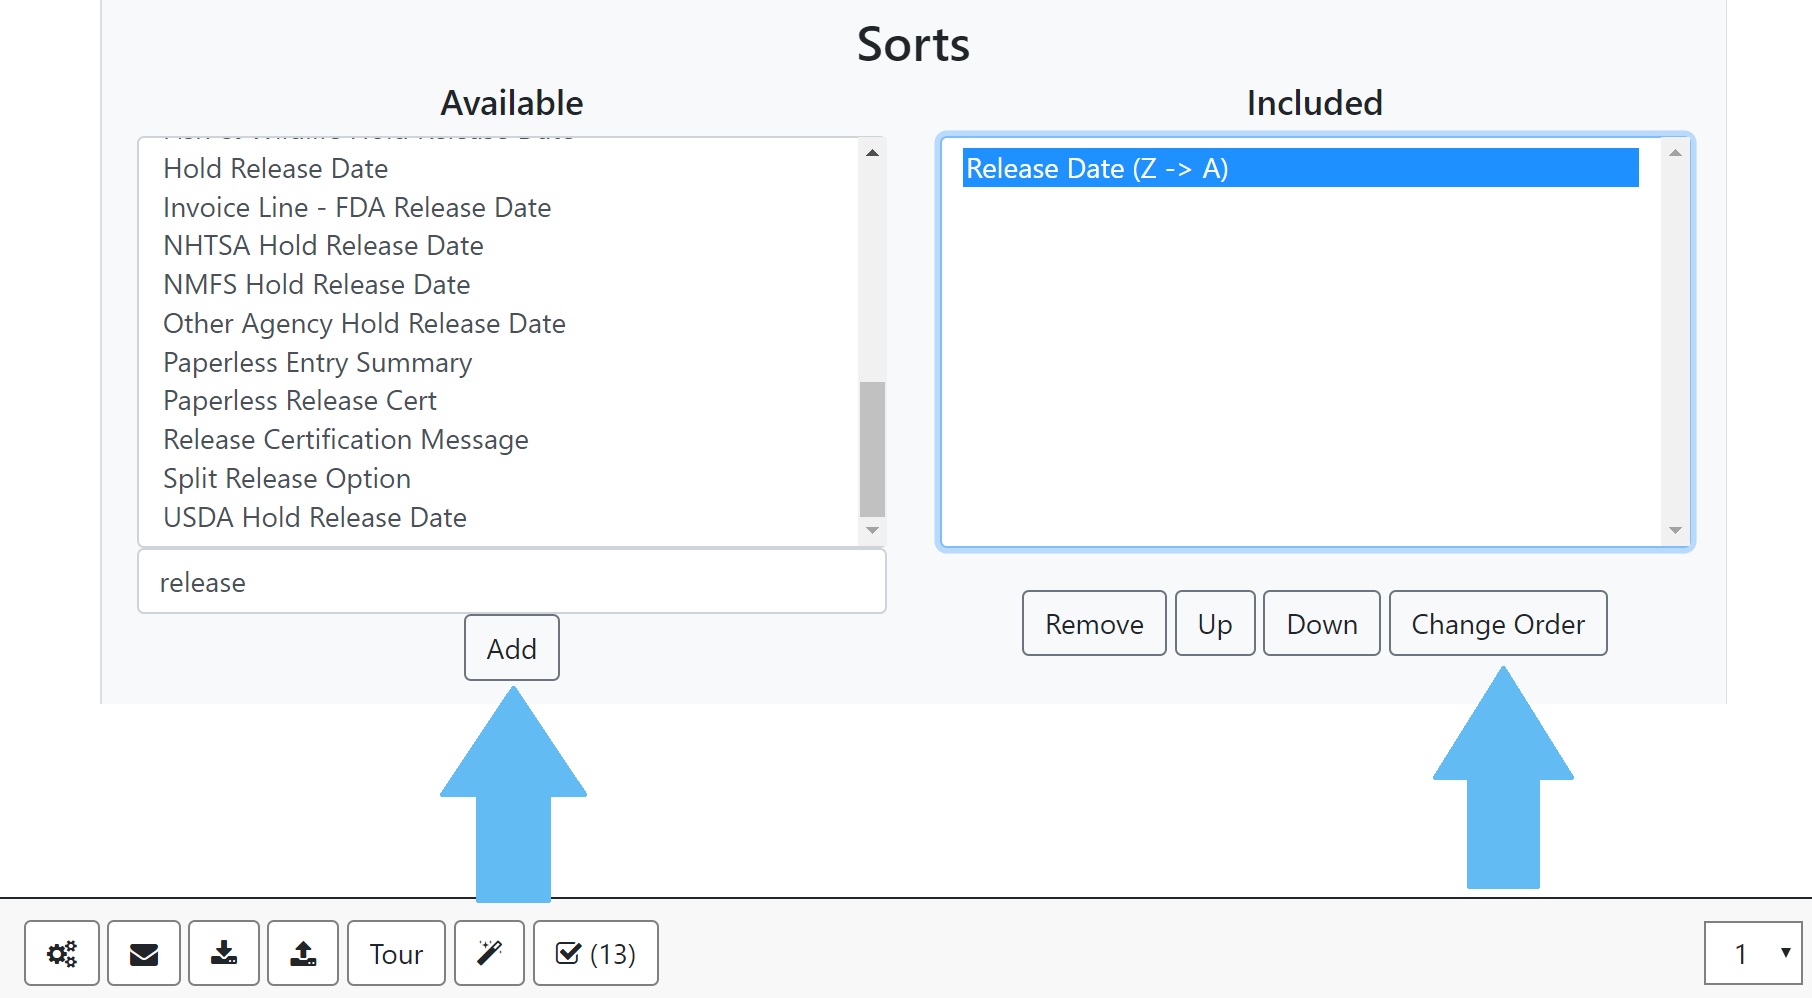 Sorts
Available
Included
Hold Release Date
Invoice Line - FDA Release Date
NHTSA Hold Release Date
NMFS Hold Release Date
Other Agency Hold Release Date
Paperless Entry Summary
Paperless Release Cert
Release Certification Message
Split Release Option
USDA Hold Release Date
release
Add
Release Date (Z -> A)
Remove Up Down Change Order
Tour (13) 1